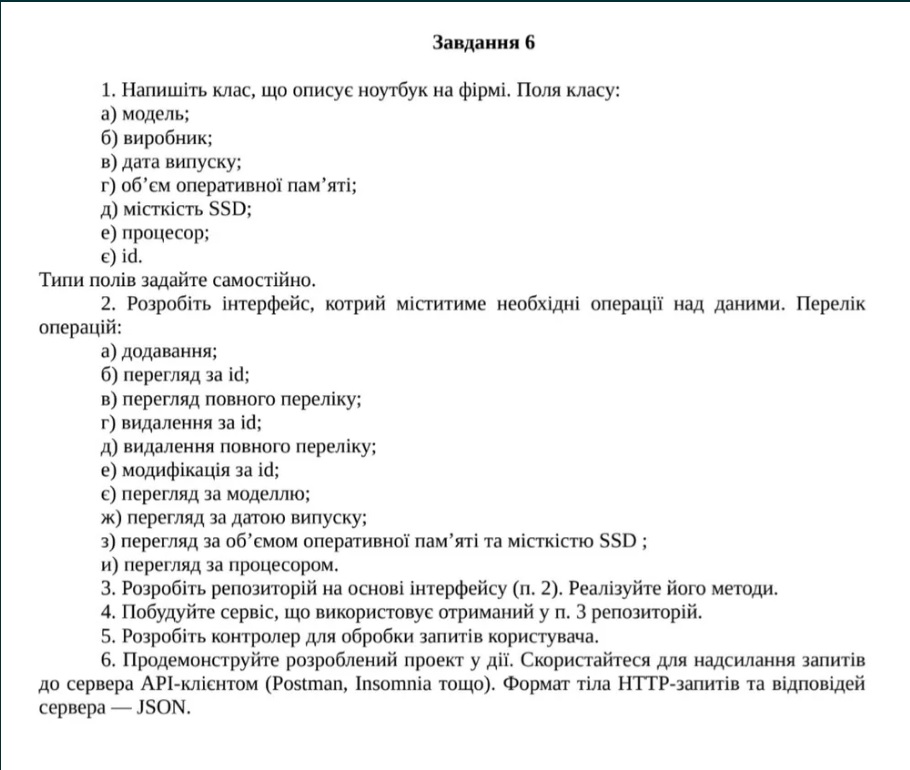 Завдання 6
1. Напишіть клас, що описує ноутбук на фірмі. Поля класу:
а) модель;
б) виробник;
в) дата випуску;
г) об’єм оперативної пам’яті;
д) місткість SSD;
е) процесор;
є) id.
Типи полів задайте самостійно.
2. Розробіть інтерфейс, котрий міститиме необхідні операції над даними. Перелік
операцій:
а) додавання;
б) перегляд за id;
в) перегляд повного переліку;
г) видалення за id;
д) видалення повного переліку;
е) модифікація за id;
є) перегляд за моделлю;
ж) перегляд за датою випуску;
з) перегляд за об’ємом оперативної пам’яті та місткістю SSD ;
и) перегляд за процесором.
3. Розробіть репозиторій на основі інтерфейсу (п. 2). Реалізуйте його методи.
4. Побудуйте сервіс, що використовує отриманий у п. 3 репозиторій.
5. Розробіть контролер для обробки запитів користувача.
6. Продемонструйте розроблений проект у дії. Скористайтеся для надсилання запитів
до сервера API-клієнтом (Postman, Insomnia тощо). Формат тіла HTTP-запитів та відповідей
сервера — JSON.